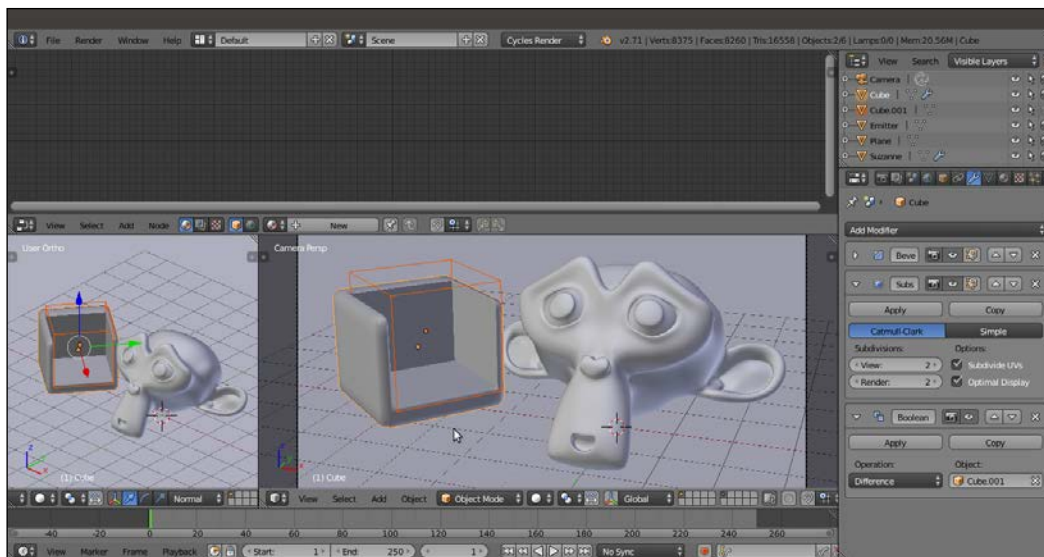 File Render Window Help Default Scene Cycles Render v2.71 | Verts:8375 | Faces:8260 | Tris:16558 | Objects:2/6 | Lamps:0/0 | Mem:20.56M | Cube
View Search Visible Layers
Camera
Cube
Cube.001
Emitter
Plane
Suzanne
View Select Add Node New
Cube
Add Modifier
Beve
Subs
Apply Copy
Catmull-Clark Simple
Subdivisions: Options:
View: 2 Subdivide UVs
Render: 2 Optimal Display
Boolean
Apply Copy
Operation: Object:
Difference Cube.001
User Ortho
(1) Cube
Camera Persp
(1) Cube
Normal
View Select Add Object Object Mode Global
-40 -20 0 20 40 60 80 100 120 140 160 180 200 220 240 260
View Marker Frame Playback Start: 1 End: 250 1 No Sync